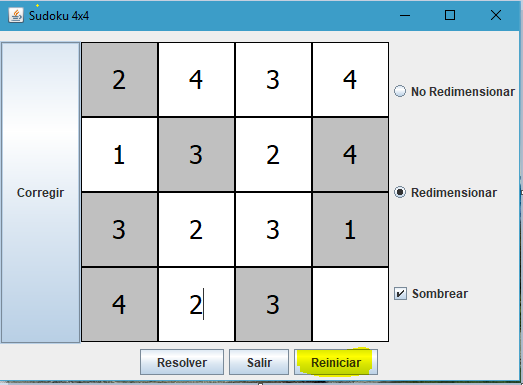 Sudoku 4x4
2 4 3 4
No Redimensionar
1 3 2 4
Corregir
Redimensionar
3 2 3 1
Sombrear
4 2 3
Resolver Salir Reiniciar